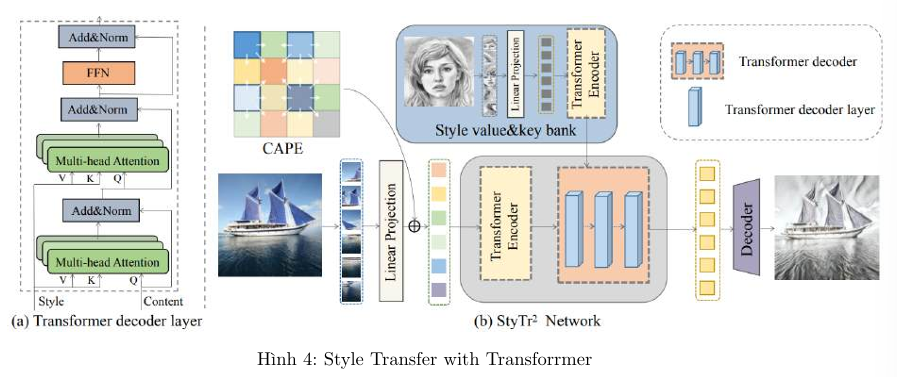 Add&Norm
FFN
Add&Norm
Multi-head Attention
V K Q
Add&Norm
Multi-head Attention
V K Q
Style Content
(a) Transformer decoder layer
CAPE
Linear Projection
Transformer Encoder
Style value&key bank
Transformer decoder
Transformer decoder layer
Linear Projection
Transformer Encoder
Decoder
(b) StyTr² Network
Hình 4: Style Transfer with Transforrmer